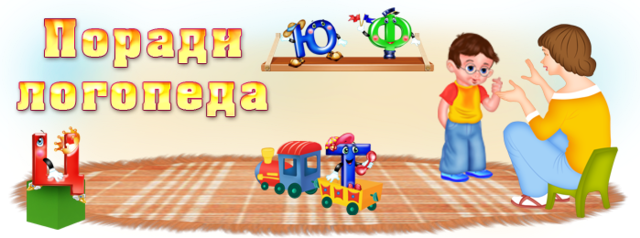 Поради
логопеда
Ю Ф
Ц
Т